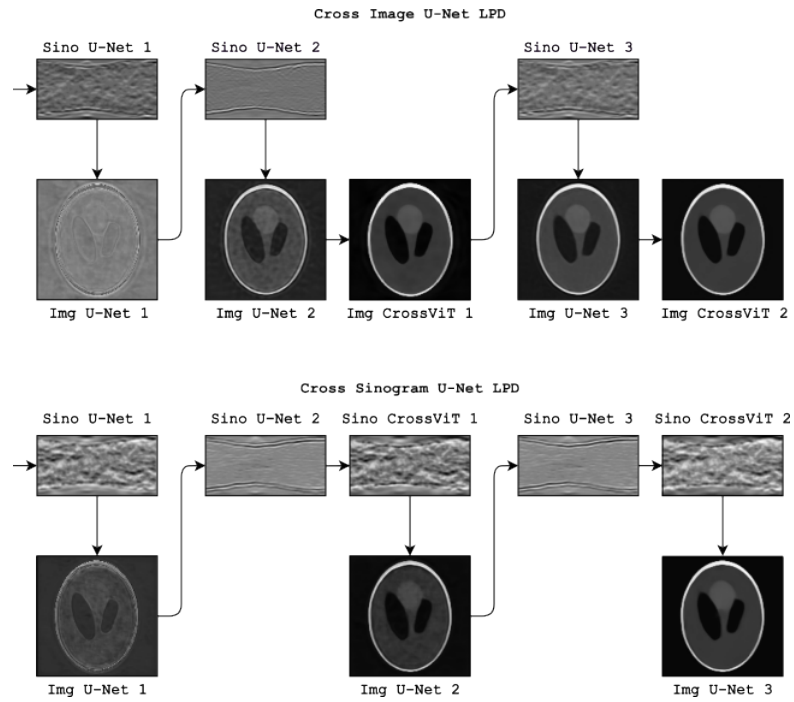 Cross Image U-Net LPD
Sino U-Net 1
Sino U-Net 2
Sino U-Net 3
Img U-Net 1
Img U-Net 2
Img CrossViT 1
Img U-Net 3
Img CrossViT 2
Cross Sinogram U-Net LPD
Sino U-Net 1
Sino U-Net 2
Sino CrossViT 1
Sino U-Net 3
Sino CrossViT 2
Img U-Net 1
Img U-Net 2
Img U-Net 3